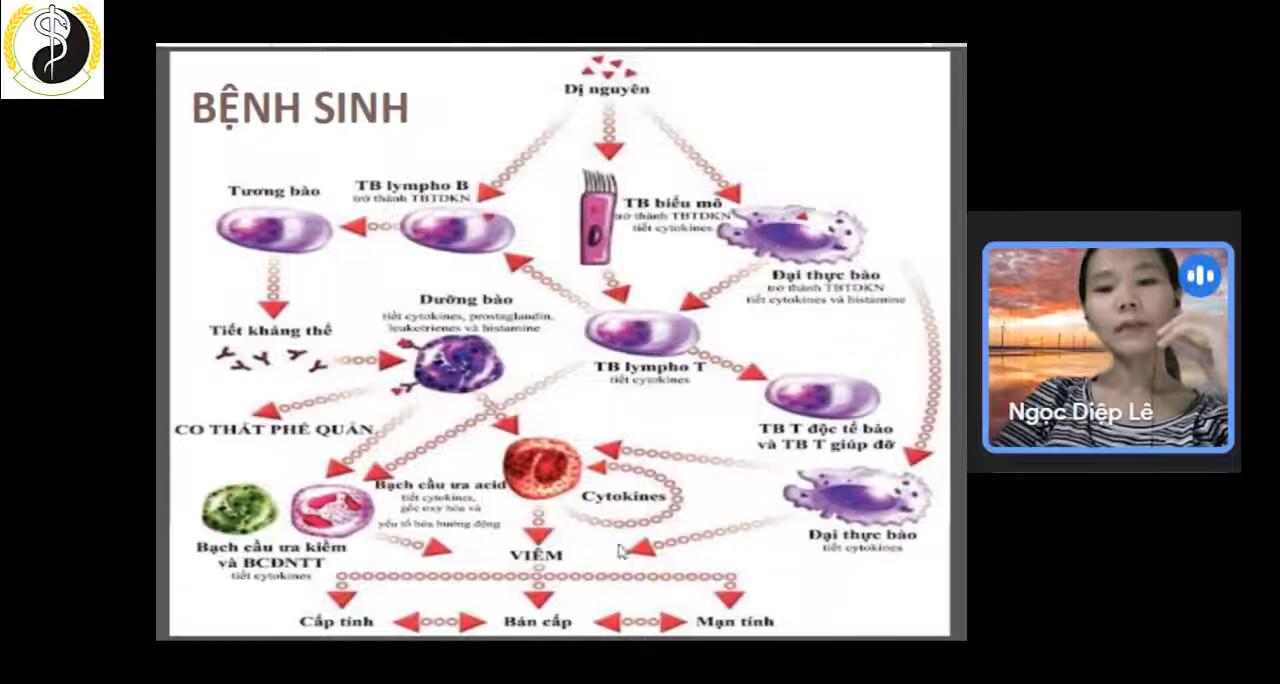 BỆNH SINH
Dị nguyên
Tương bào
TB lympho B
trở thành TBTDKN
TB biểu mô
trở thành TBTDKN
tiết cytokines
Đại thực bào
trở thành TBTDKN
tiết cytokines và histamine
Dưỡng bào
tiết cytokines, prostaglandin,
leukotrienes và histamine
Tiết kháng thể
TB lympho T
tiết cytokines
CO THẮT PHẾ QUẢN
TB T độc tế bào
và TB T giúp đỡ
Bạch cầu ưa acid
tiết cytokines,
gốc oxy hóa và
yếu tố hóa hướng động
Cytokines
Bạch cầu ưa kiềm
và BCĐNTT
tiết cytokines
Đại thực bào
tiết cytokines
VIÊM
Cấp tính
Bán cấp
Mạn tính
Ngọc Diệp Lê